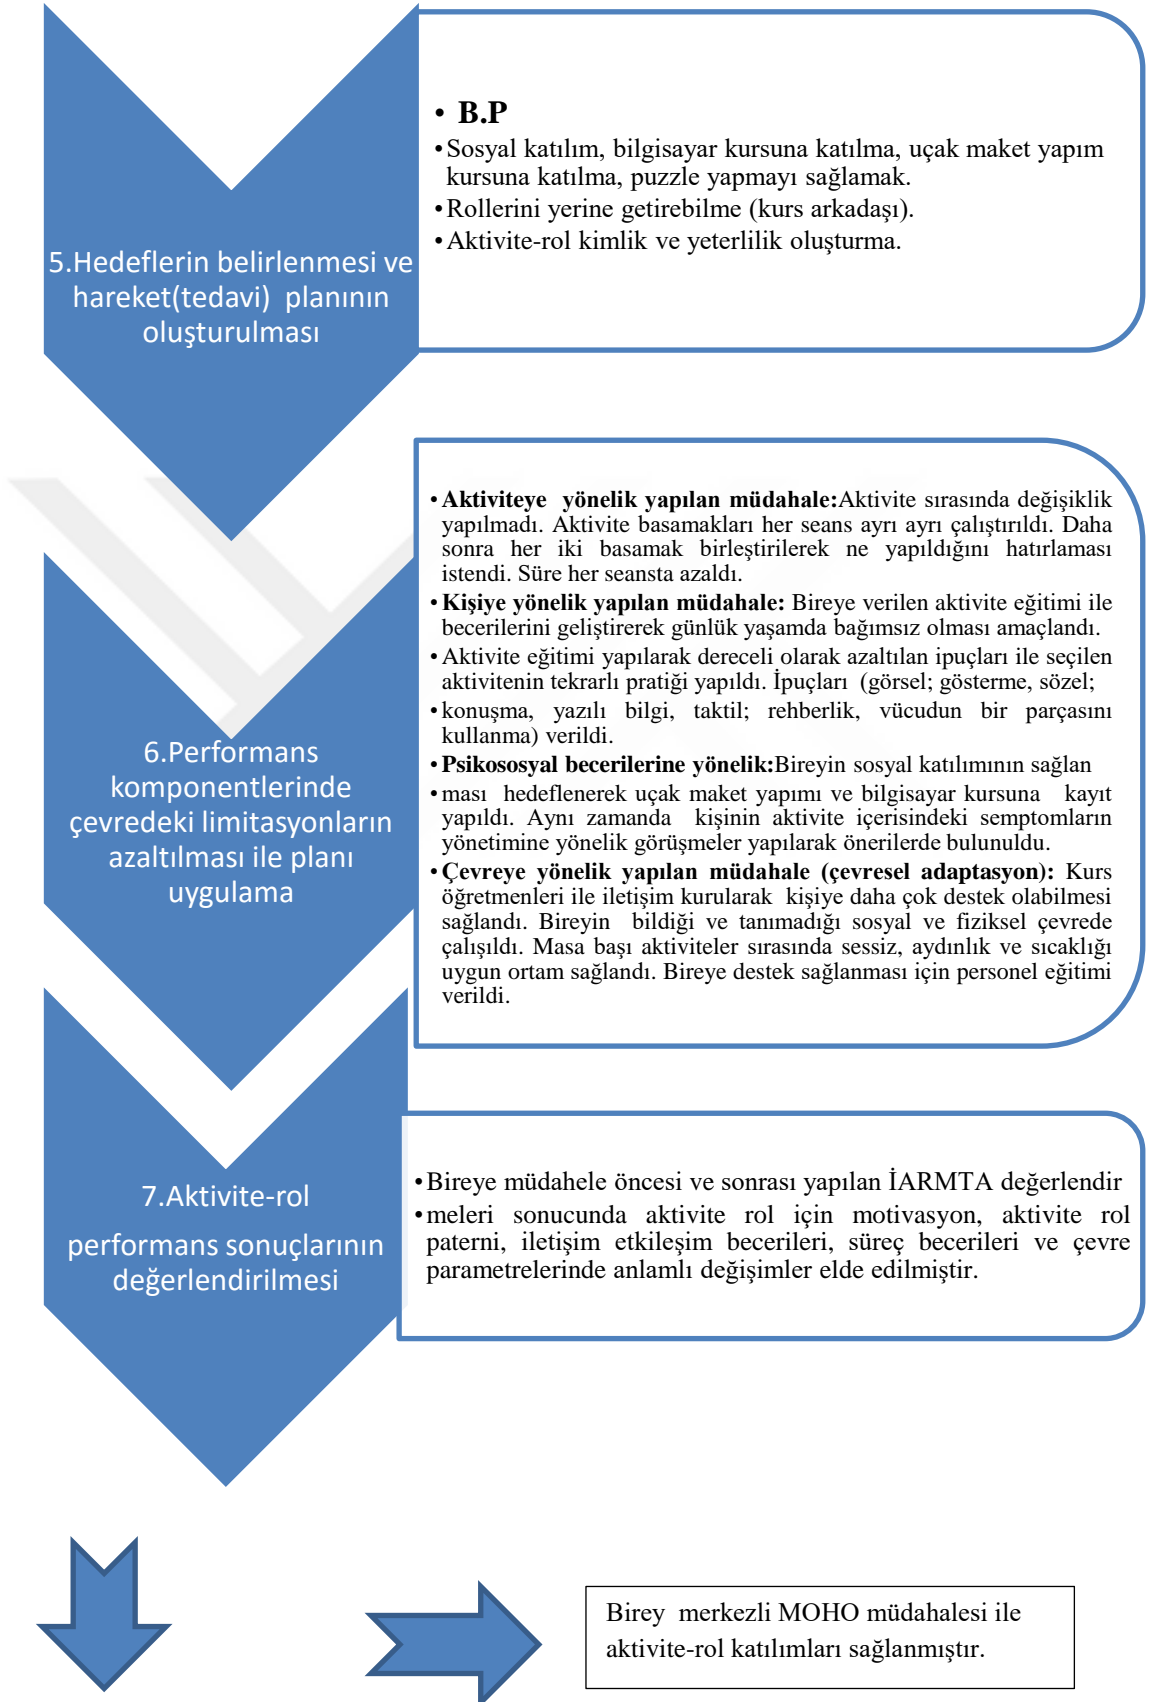 5.Hedeflerin belirlenmesi ve
hareket(tedavi) planının
oluşturulması
• B.P
•Sosyal katılım, bilgisayar kursuna katılma, uçak maket yapım
kursuna katılma, puzzle yapmayı sağlamak.
•Rollerini yerine getirebilme (kurs arkadaşı).
•Aktivite-rol kimlik ve yeterlilik oluşturma.
6.Performans
komponentlerinde
çevredeki limitasyonların
azaltılması ile planı
uygulama
•Aktiviteye yönelik yapılan müdahale:Aktivite sırasında değişiklik
yapılmadı. Aktivite basamakları her seans ayrı ayrı çalıştırıldı. Daha
sonra her iki basamak birleştirilerek ne yapıldığını hatırlaması
istendi. Süre her seansta azaldı.
•Kişiye yönelik yapılan müdahale: Bireye verilen aktivite eğitimi ile
becerilerini geliştirerek günlük yaşamda bağımsız olması amaçlandı.
•Aktivite eğitimi yapılarak dereceli olarak azaltılan ipuçları ile seçilen
aktivitenin tekrarlı pratiği yapıldı. İpuçları (görsel; gösterme, sözel;
•konuşma, yazılı bilgi, taktil; rehberlik, vücudun bir parçasını
kullanma) verildi.
•Psikososyal becerilerine yönelik:Bireyin sosyal katılımının sağlan
•ması hedeflenerek uçak maket yapımı ve bilgisayar kursuna kayıt
yapıldı. Aynı zamanda kişinin aktivite içerisindeki semptomların
yönetimine yönelik görüşmeler yapılarak önerilerde bulunuldu.
•Çevreye yönelik yapılan müdahale (çevresel adaptasyon): Kurs
öğretmenleri ile iletişim kurularak kişiye daha çok destek olabilmesi
sağlandı. Bireyin bildiği ve tanımadığı sosyal ve fiziksel çevrede
çalışıldı. Masa başı aktiviteler sırasında sessiz, aydınlık ve sıcaklığı
uygun ortam sağlandı. Bireye destek sağlanması için personel eğitimi
verildi.
7.Aktivite-rol
performans sonuçlarının
değerlendirilmesi
•Bireye müdahele öncesi ve sonrası yapılan İARMTA değerlendir
•meleri sonucunda aktivite rol için motivasyon, aktivite rol
paterni, iletişim etkileşim becerileri, süreç becerileri ve çevre
parametrelerinde anlamlı değişimler elde edilmiştir.
Birey merkezli MOHO müdahalesi ile
aktivite-rol katılımları sağlanmıştır.